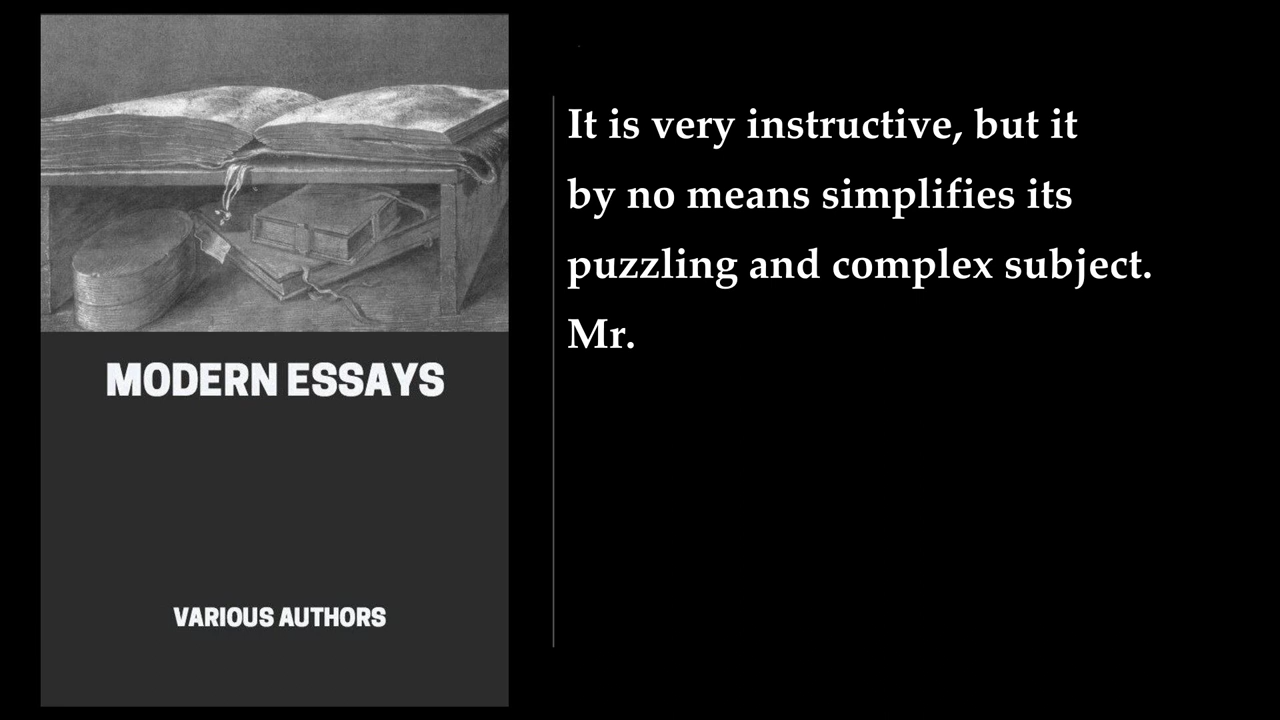 MODERN ESSAYS
VARIOUS AUTHORS
It is very instructive, but it
by no means simplifies its
puzzling and complex subject.
Mr.